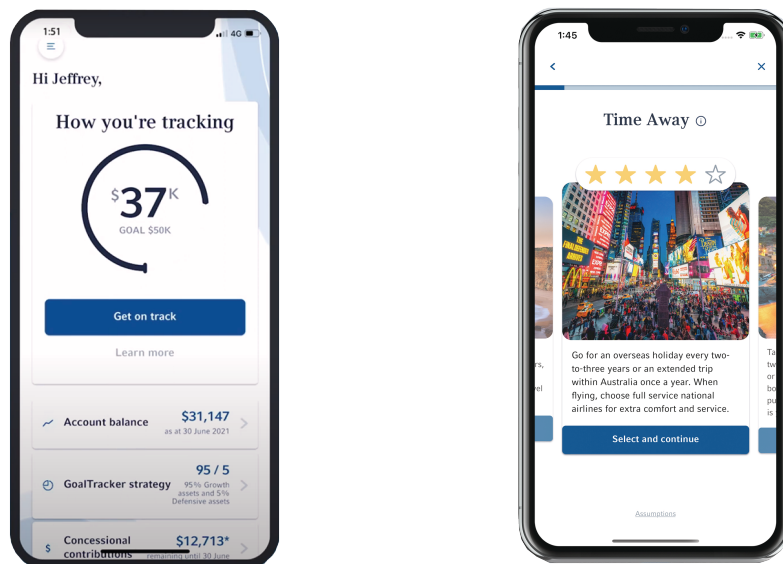 1:51
4G
Hi Jeffrey,
How you're tracking
$37K
GOAL $50K
Get on track
Learn more
Account balance
$31,147
as at 30 June 2021
GoalTracker strategy
95 / 5
95% Growth
assets and 5%
Defensive assets
Concessional
contributions
$12,713*
remaining until 30 June
1:45
Time Away
Go for an overseas holiday every two-
to-three years or an extended trip
within Australia once a year. When
flying, choose full service national
airlines for extra comfort and service.
Select and continue
Assumptions